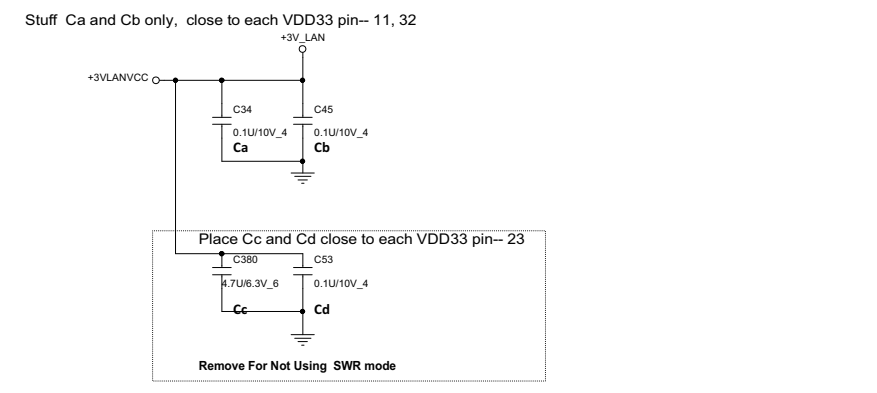 Stuff Ca and Cb only, close to each VDD33 pin-- 11, 32
+3V_LAN
+3VLANVCC
C34
C45
0.1U/10V_4
0.1U/10V_4
Ca
Cb
Place Cc and Cd close to each VDD33 pin-- 23
C380
C53
4.7U/6.3V_6
0.1U/10V_4
Cc
Cd
Remove For Not Using SWR mode